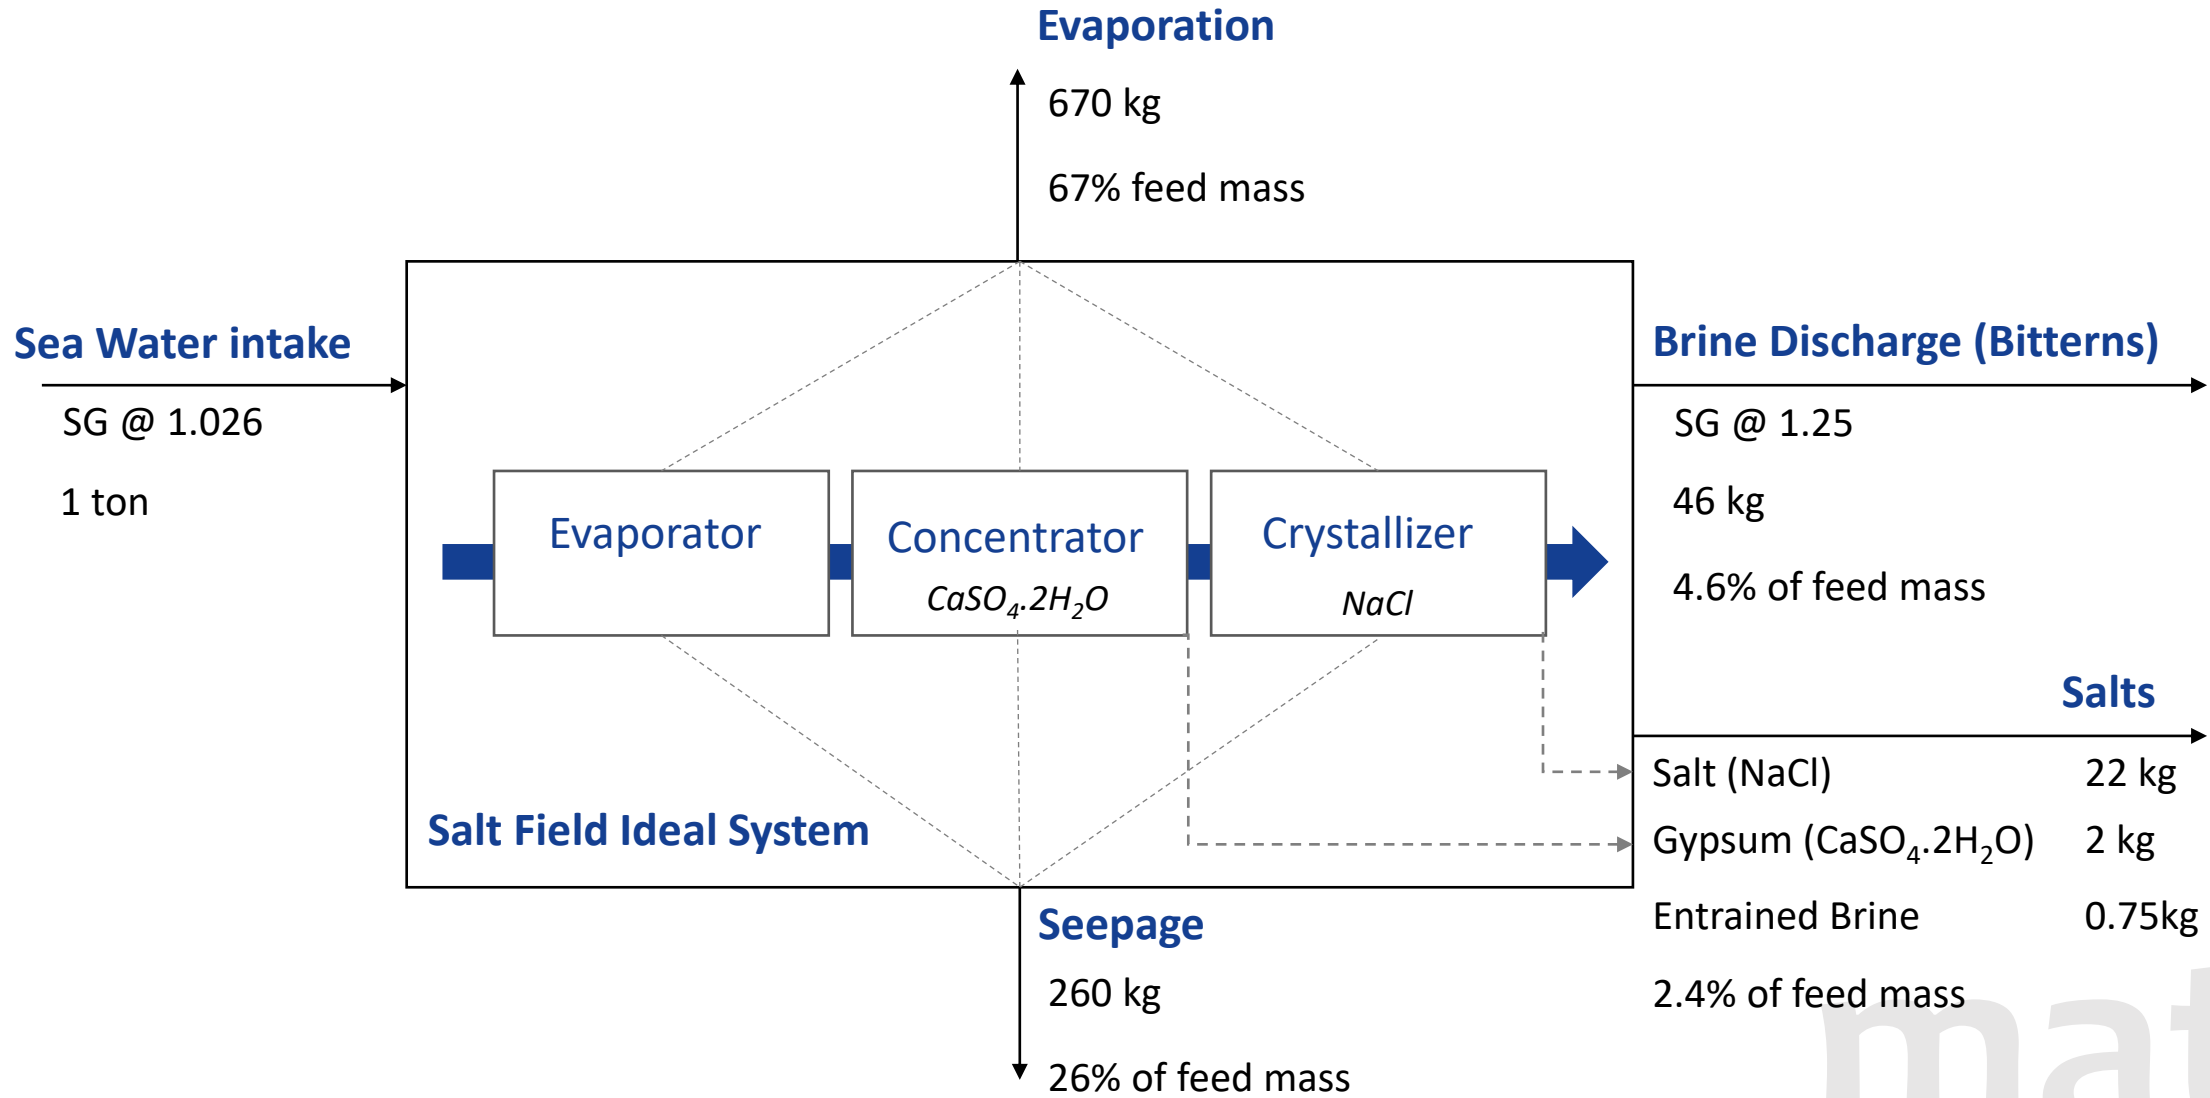 Evaporation
670 kg
67% feed mass
Sea Water intake
SG @ 1.026
1 ton
Evaporator
Concentrator
CaSO₄.2H₂O
Crystallizer
NaCl
Salt Field Ideal System
Brine Discharge (Bitterns)
SG @ 1.25
46 kg
4.6% of feed mass
Salts
Salt (NaCl) 22 kg
Gypsum (CaSO₄.2H₂O) 2 kg
Entrained Brine 0.75kg
2.4% of feed mass
Seepage
260 kg
26% of feed mass